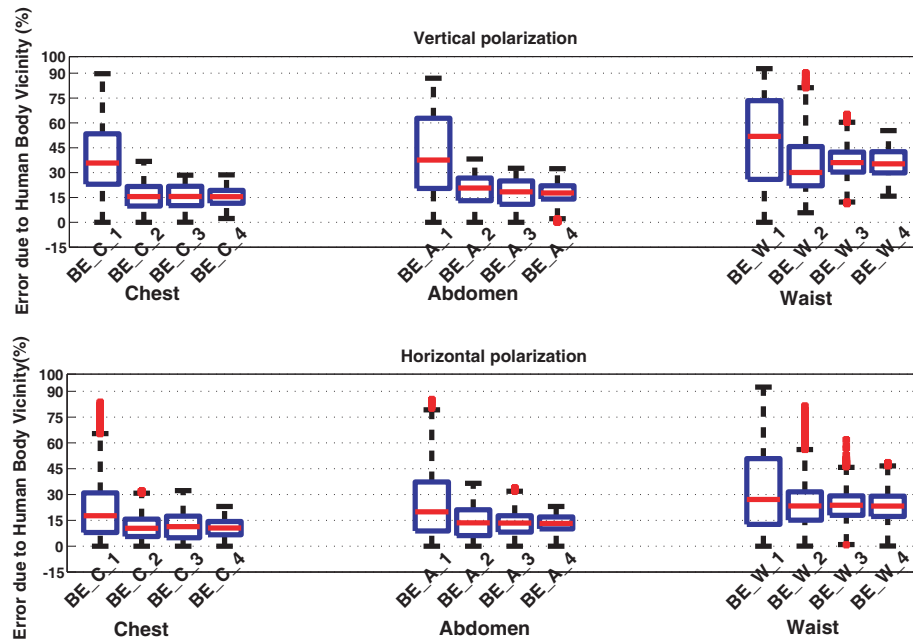 Vertical polarization
Error due to Human Body Vicinity (%)
100
90
75
60
45
30
15
0
-15
BE_C_1 BE_C_2 BE_C_3 BE_C_4 BE_A_1 BE_A_2 BE_A_3 BE_A_4 BE_W_1 BE_W_2 BE_W_3 BE_W_4
Chest Abdomen Waist
Horizontal polarization
Error due to Human Body Vicinity(%)
100
90
75
60
45
30
15
0
-15
BE_C_1 BE_C_2 BE_C_3 BE_C_4 BE_A_1 BE_A_2 BE_A_3 BE_A_4 BE_W_1 BE_W_2 BE_W_3 BE_W_4
Chest Abdomen Waist